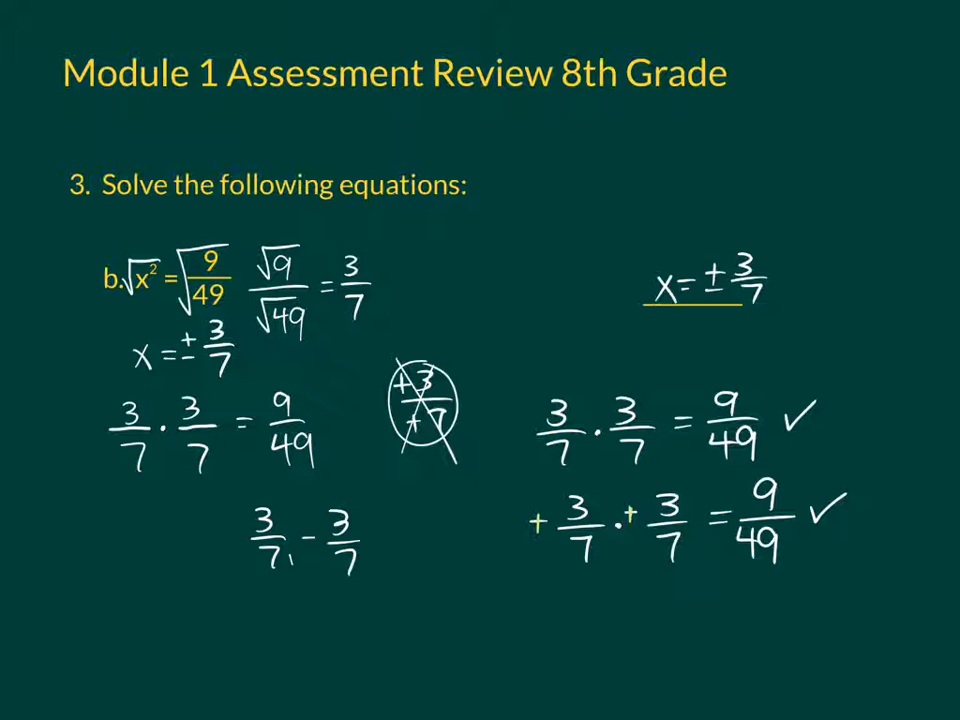 Module 1 Assessment Review 8th Grade
3. Solve the following equations:
b. √x² = √(9/49) √9/√49 = 3/7
x = ± 3/7
x = ± 3/7
+3/+7
3/7 · 3/7 = 9/49
3/7 · 3/7 = 9/49 ✓
+ 3/7 · + 3/7 = 9/49 ✓
3/7, - 3/7